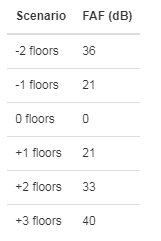 Scenario FAF (dB)
-2 floors 36
-1 floors 21
0 floors 0
+1 floors 21
+2 floors 33
+3 floors 40